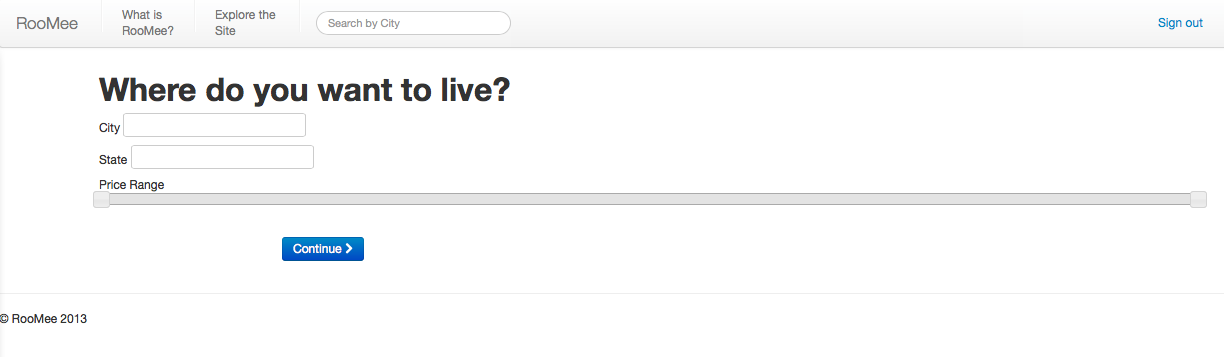 RooMee
What is
RooMee?
Explore the
Site
Search by City
Sign out
Where do you want to live?
City
State
Price Range
Continue
© RooMee 2013